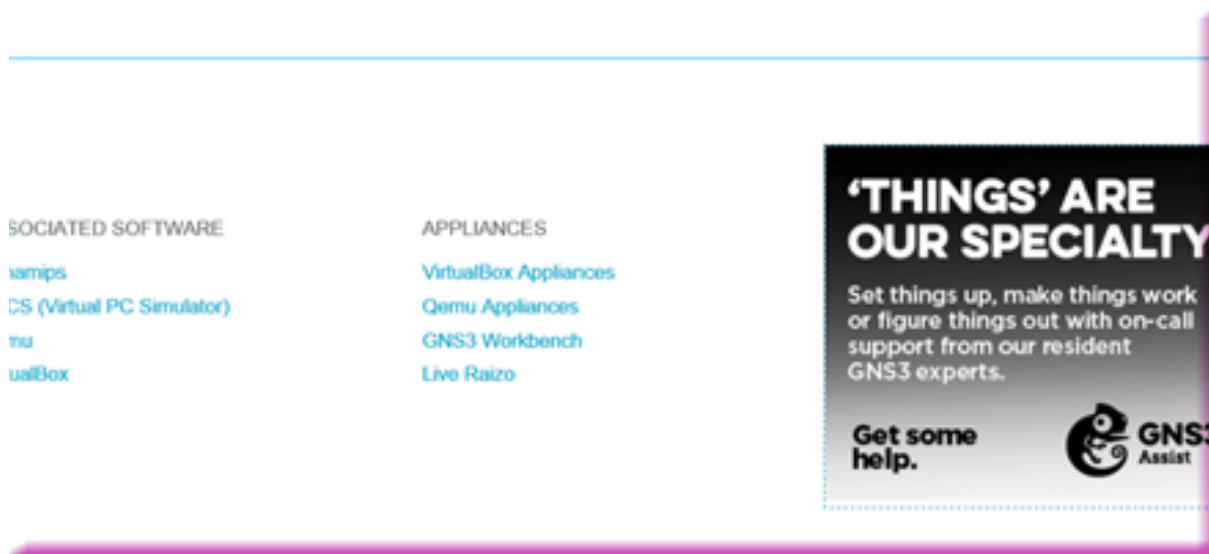 SOCIATED SOFTWARE
namips
CS (Virtual PC Simulator)
mu
ualBox
APPLIANCES
VirtualBox Appliances
Qemu Appliances
GNS3 Workbench
Live Raizo
‘THINGS’ ARE
OUR SPECIALTY
Set things up, make things work
or figure things out with on-call
support from our resident
GNS3 experts.
Get some
help.
GNS3
Assist